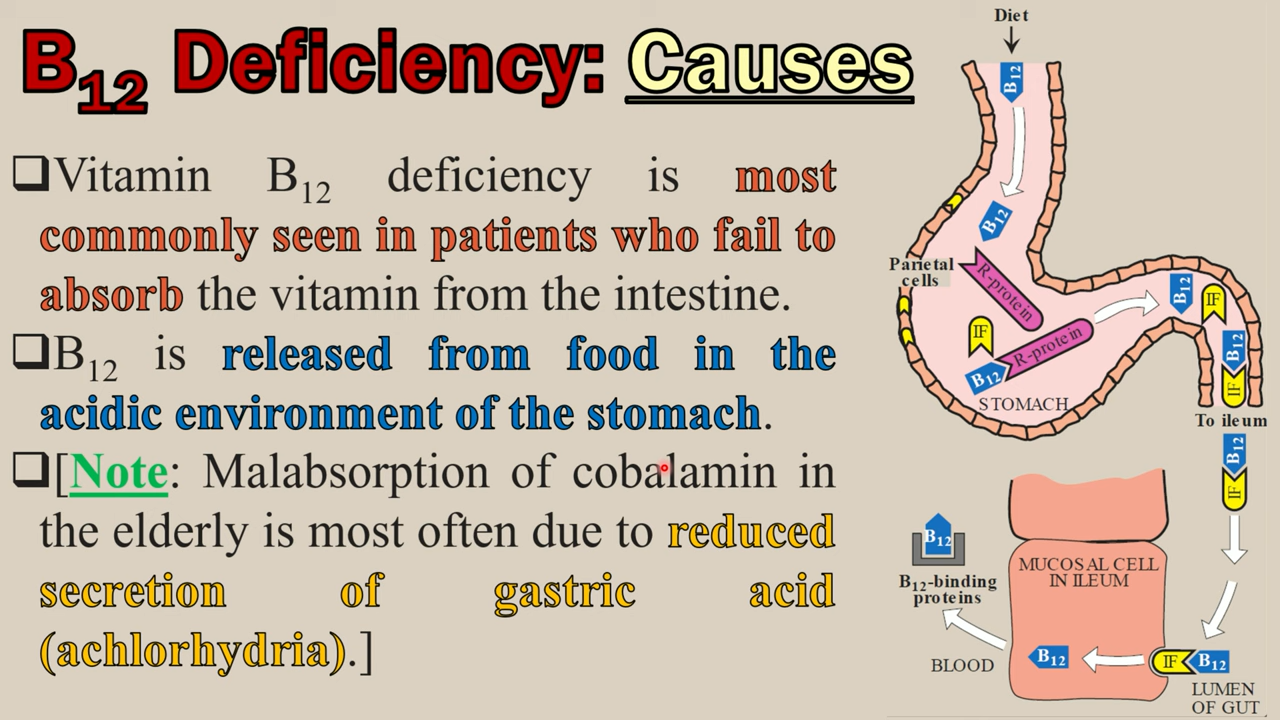 B12 Deficiency: Causes
❑Vitamin B12 deficiency is most
commonly seen in patients who fail to
absorb the vitamin from the intestine.
❑B12 is released from food in the
acidic environment of the stomach.
❑[Note: Malabsorption of cobalamin in
the elderly is most often due to reduced
secretion of gastric acid
(achlorhydria).]
Diet
B12
B12
Parietal
cells
R-protein
IF
R-protein
B12
STOMACH
B12
IF
B12
IF
To ileum
B12
IF
MUCOSAL CELL
IN ILEUM
B12
B12-binding
proteins
BLOOD
B12
IF
B12
LUMEN
OF GUT